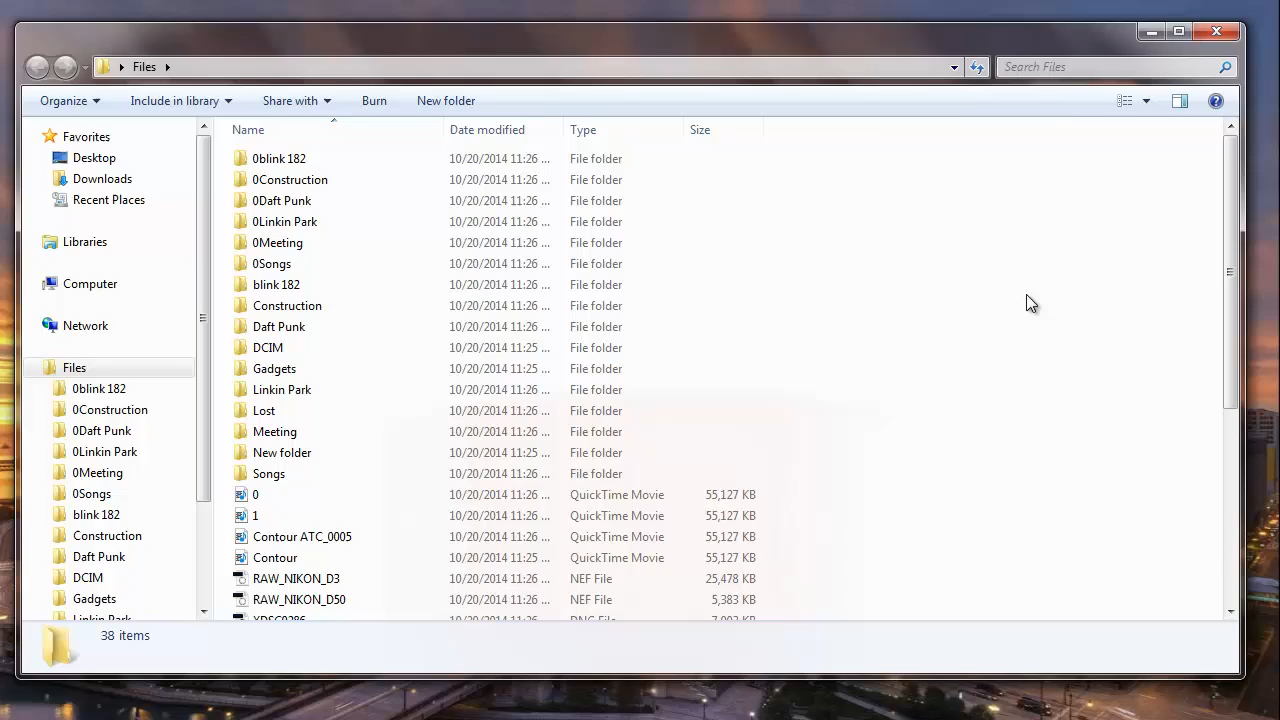 Files
Search Files
Organize Include in library Share with Burn New folder
Name Date modified Type Size
Favorites
Desktop
Downloads
Recent Places
Libraries
Computer
Network
Files
0blink 182
0Construction
0Daft Punk
0Linkin Park
0Meeting
0Songs
blink 182
Construction
Daft Punk
DCIM
Gadgets
Linkin Park
0blink 182 10/20/2014 11:26 ... File folder
0Construction 10/20/2014 11:26 ... File folder
0Daft Punk 10/20/2014 11:26 ... File folder
0Linkin Park 10/20/2014 11:26 ... File folder
0Meeting 10/20/2014 11:26 ... File folder
0Songs 10/20/2014 11:26 ... File folder
blink 182 10/20/2014 11:26 ... File folder
Construction 10/20/2014 11:26 ... File folder
Daft Punk 10/20/2014 11:26 ... File folder
DCIM 10/20/2014 11:25 ... File folder
Gadgets 10/20/2014 11:25 ... File folder
Linkin Park 10/20/2014 11:26 ... File folder
Lost 10/20/2014 11:26 ... File folder
Meeting 10/20/2014 11:26 ... File folder
New folder 10/20/2014 11:25 ... File folder
Songs 10/20/2014 11:26 ... File folder
0 10/20/2014 11:26 ... QuickTime Movie 55,127 KB
1 10/20/2014 11:26 ... QuickTime Movie 55,127 KB
Contour ATC_0005 10/20/2014 11:26 ... QuickTime Movie 55,127 KB
Contour 10/20/2014 11:25 ... QuickTime Movie 55,127 KB
RAW_NIKON_D3 10/20/2014 11:26 ... NEF File 25,478 KB
RAW_NIKON_D50 10/20/2014 11:26 ... NEF File 5,383 KB
10/20/2014 11:26 ... DNG File
38 items